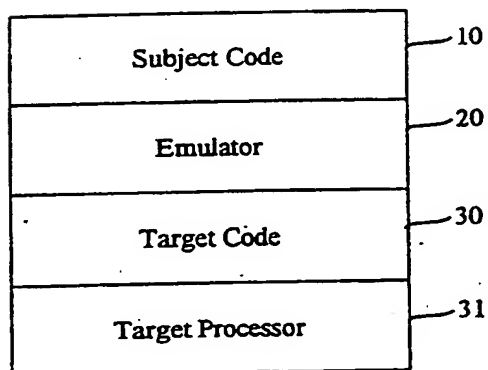 Subject Code 10
Emulator 20
Target Code 30
Target Processor 31